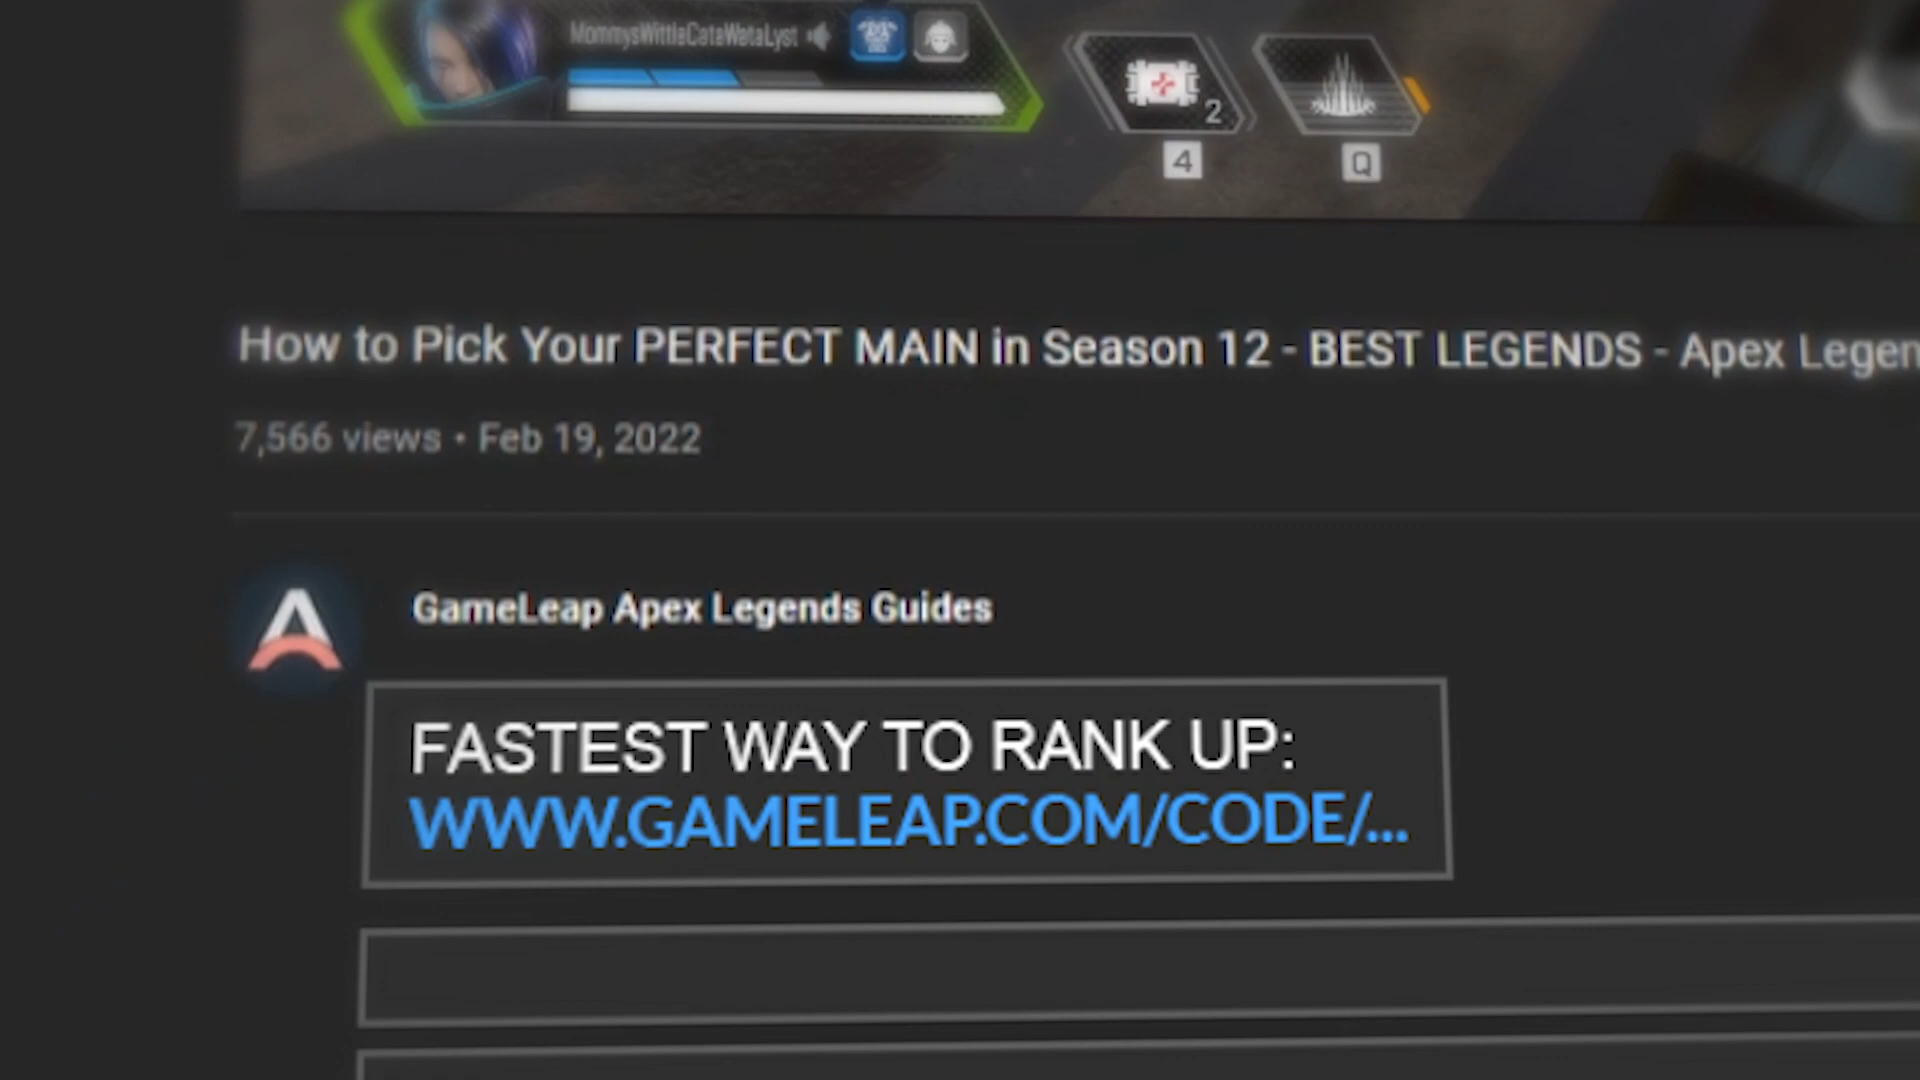 MommysWittleCataWataLyst
2
4
Q
How to Pick Your PERFECT MAIN in Season 12 - BEST LEGENDS - Apex Legen
7,566 views • Feb 19, 2022
GameLeap Apex Legends Guides
FASTEST WAY TO RANK UP:
WWW.GAMELEAP.COM/CODE/...